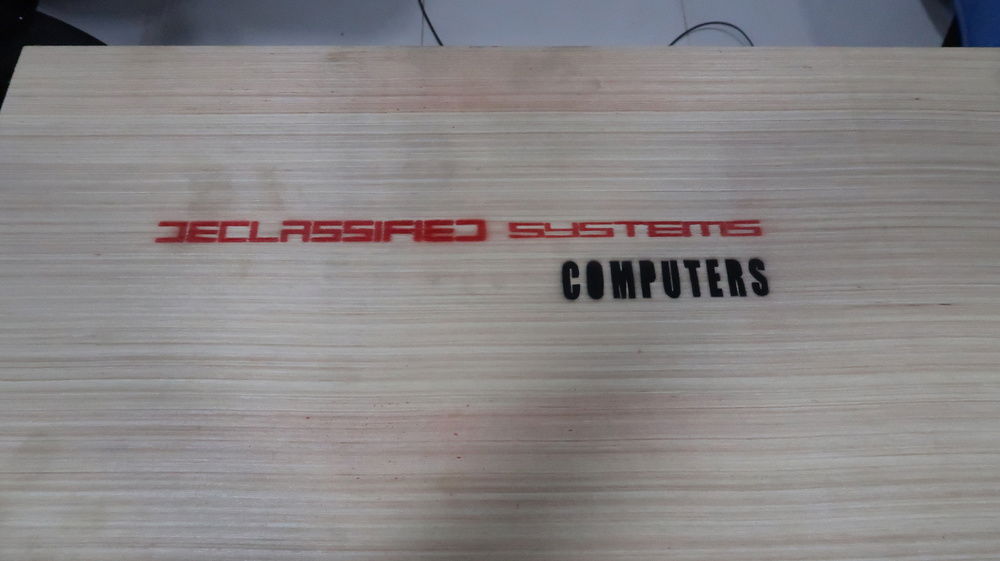 DECLASSIFIED SYSTEMS
COMPUTERS